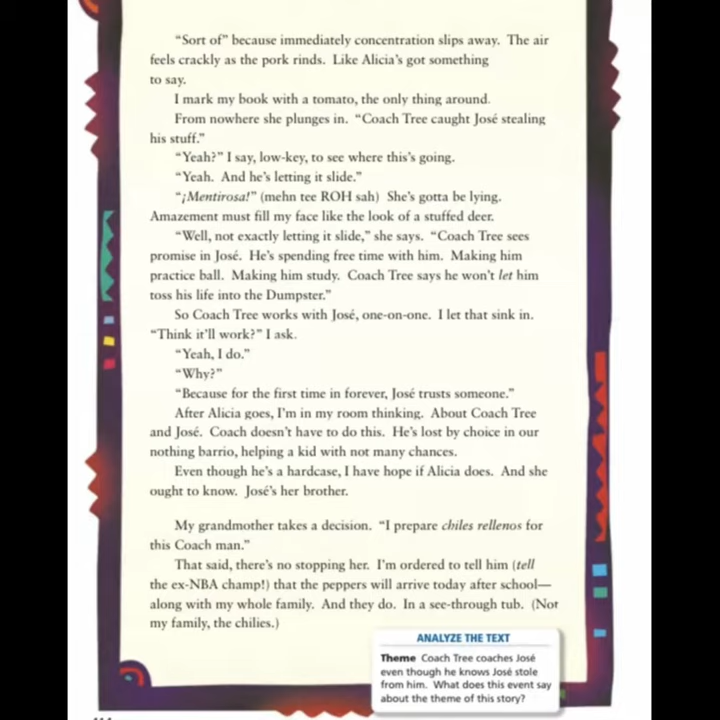 “Sort of” because immediately concentration slips away. The air
feels crackly as the pork rinds. Like Alicia’s got something
to say.
I mark my book with a tomato, the only thing around.
From nowhere she plunges in. “Coach Tree caught José stealing
his stuff.”
“Yeah?” I say, low-key, to see where this’s going.
“Yeah. And he’s letting it slide.”
“¡Mentirosa!” (mehn tee ROH sah) She’s gotta be lying.
Amazement must fill my face like the look of a stuffed deer.
“Well, not exactly letting it slide,” she says. “Coach Tree sees
promise in José. He’s spending free time with him. Making him
practice ball. Making him study. Coach Tree says he won’t let him
toss his life into the Dumpster.”
So Coach Tree works with José, one-on-one. I let that sink in.
“Think it’ll work?” I ask.
“Yeah, I do.”
“Why?”
“Because for the first time in forever, José trusts someone.”
After Alicia goes, I’m in my room thinking. About Coach Tree
and José. Coach doesn’t have to do this. He’s lost by choice in our
nothing barrio, helping a kid with not many chances.
Even though he’s a hardcase, I have hope if Alicia does. And she
ought to know. José’s her brother.
My grandmother takes a decision. “I prepare chiles rellenos for
this Coach man.”
That said, there’s no stopping her. I’m ordered to tell him (tell
the ex-NBA champ!) that the peppers will arrive today after school—
along with my whole family. And they do. In a see-through tub. (Not
my family, the chilies.)
ANALYZE THE TEXT
Theme Coach Tree coaches José
even though he knows José stole
from him. What does this event say
about the theme of this story?